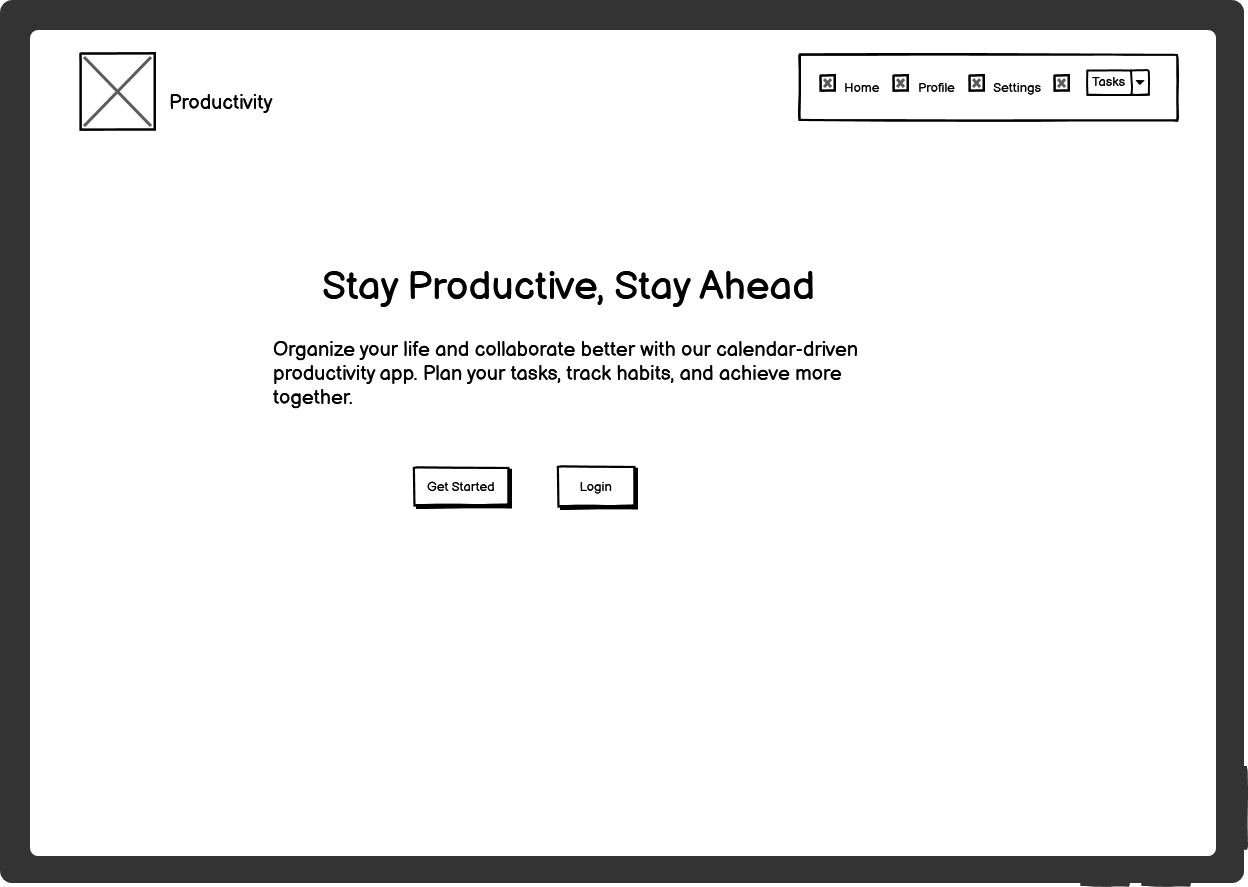 Productivity
Home Profile Settings Tasks
Stay Productive, Stay Ahead
Organize your life and collaborate better with our calendar-driven
productivity app. Plan your tasks, track habits, and achieve more
together.
Get Started Login